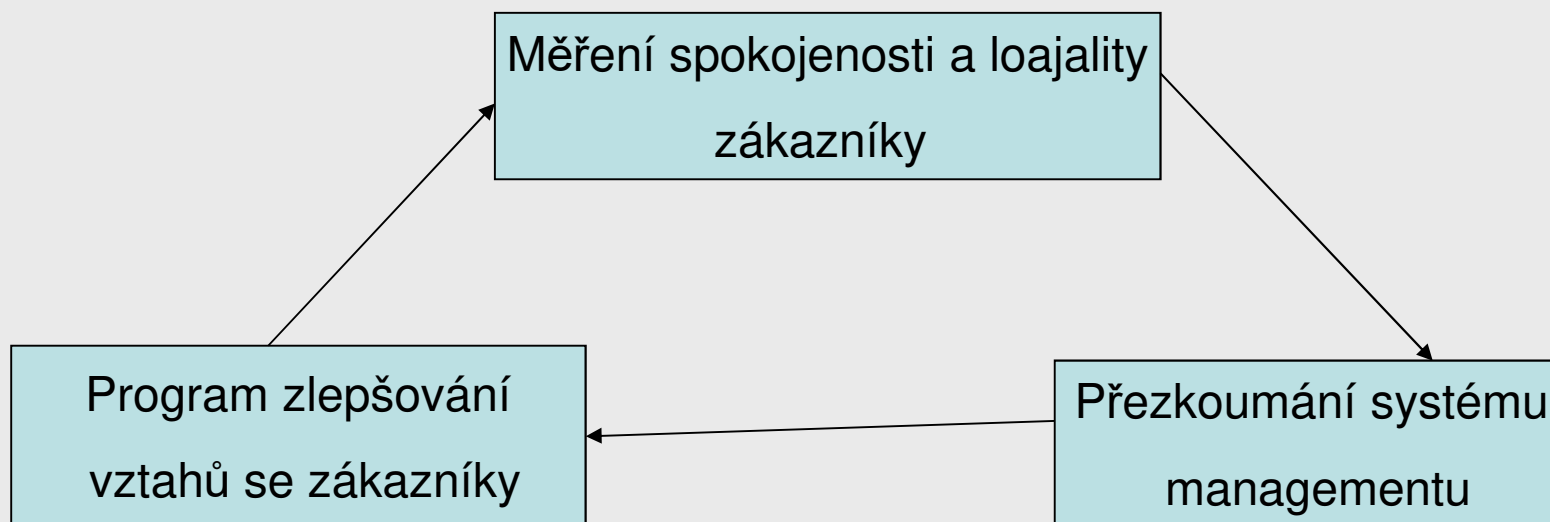 Měření spokojenosti a loajality
zákazníky
Program zlepšování
vztahů se zákazníky
Přezkoumání systému
managementu